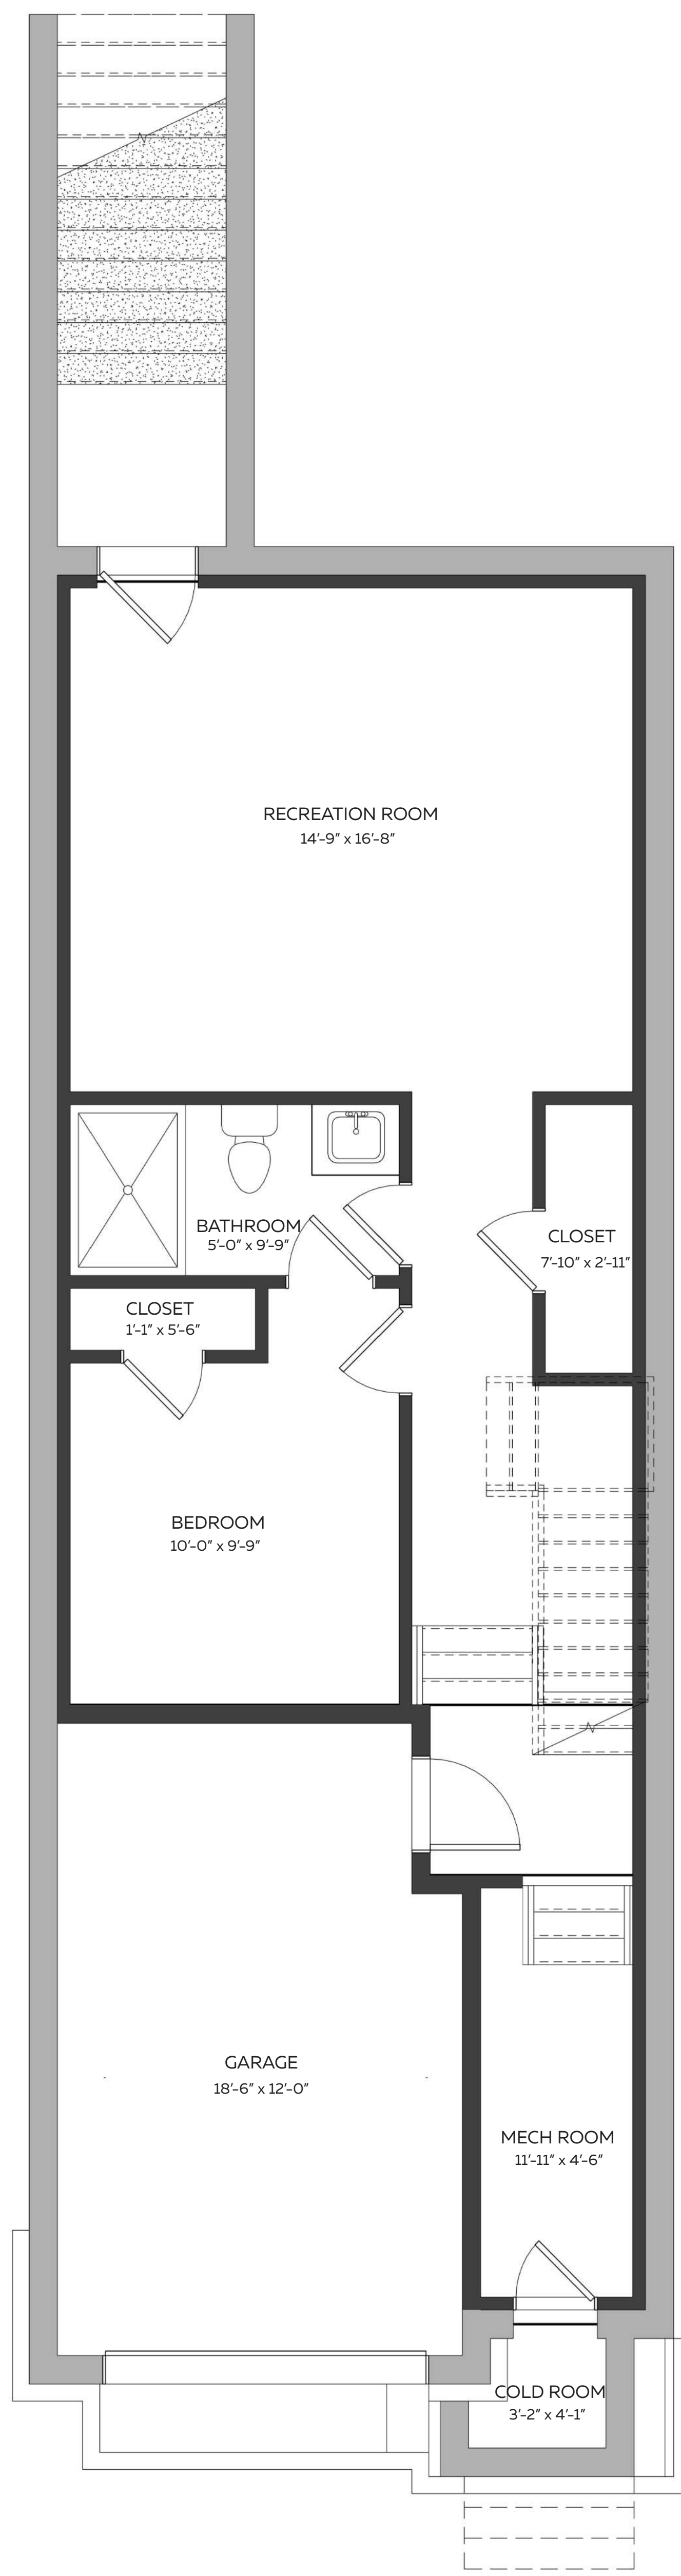 RECREATION ROOM
14'-9" x 16'-8"
BATHROOM
5'-0" x 9'-9"
CLOSET
7'-10" x 2'-11"
CLOSET
1'-1" x 5'-6"
BEDROOM
10'-0" x 9'-9"
GARAGE
18'-6" x 12'-0"
MECH ROOM
11'-11" x 4'-6"
COLD ROOM
3'-2" x 4'-1"